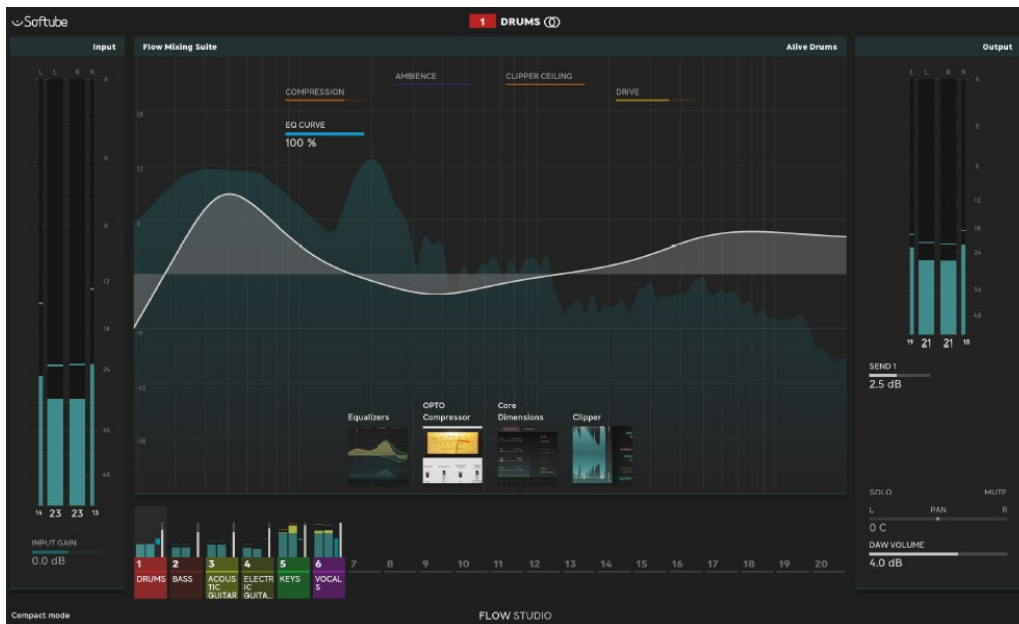 Softube
1 DRUMS
Input
Flow Mixing Suite
Alive Drums
Output
L L R R
6
0
6
12
18
24
36
48
14 23 23 13
INPUT GAIN
0.0 dB
AMBIENCE
CLIPPER CEILING
COMPRESSION
DRIVE
EQ CURVE
100 %
18
12
6
-6
-12
-18
Equalizers
OPTO
Compressor
Core
Dimensions
Clipper
L L R R
6
0
6
12
18
24
36
48
19 21 21 18
SEND 1
2.5 dB
SOLO MUTE
L PAN R
0 C
DAW VOLUME
4.0 dB
1 2 3 4 5 6 7 8 9 10 11 12 13 14 15 16 17 18 19 20
DRUMS BASS ACOUS ELECTR KEYS VOCAL
TIC IC S
GUITAR GUITA...
Compact mode
FLOW STUDIO